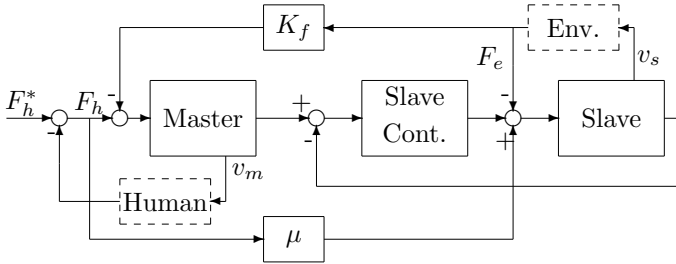 K_f
Env.
F_e
v_s
-
-
F_h^*
F_h
Master
+
Slave
Cont.
Slave
-
-
+
v_m
Human
μ